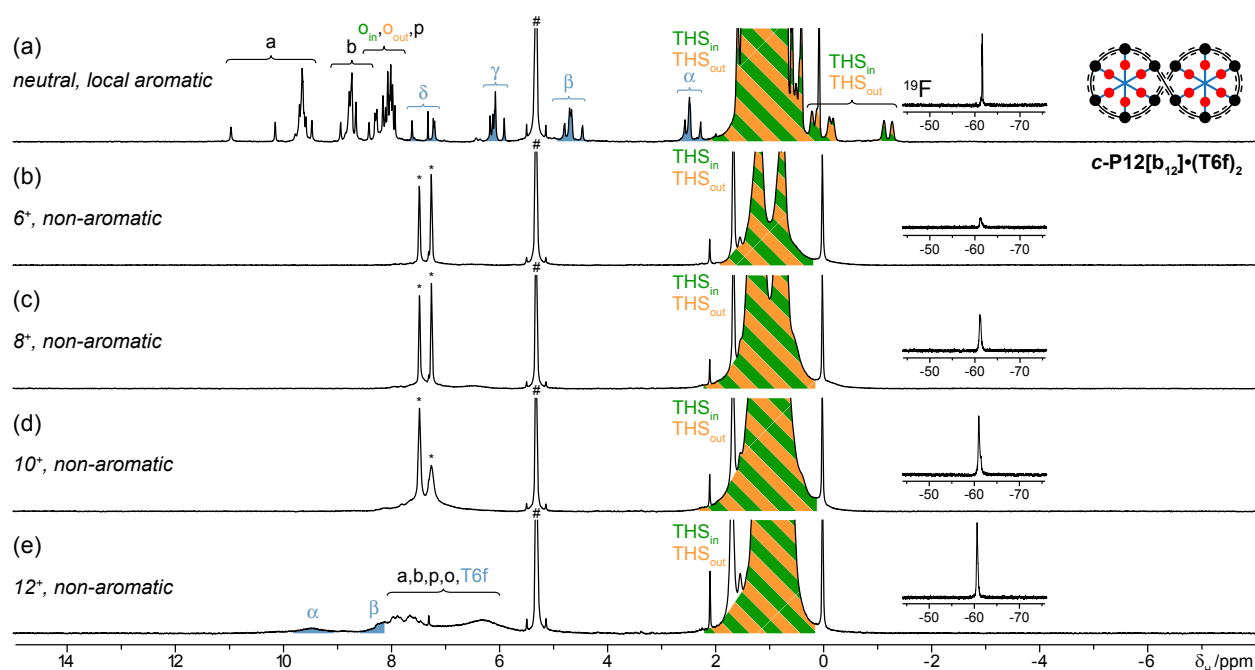 (a)
neutral, local aromatic
a
b
o_in,o_out,p
δ
γ
β
#
α
THS_in
THS_out
THS_in
THS_out
¹⁹F
-50 -60 -70
c-P12[b₁₂]•(T6f)₂
(b)
6⁺, non-aromatic
* *
#
THS_in
THS_out
-50 -60 -70
(c)
8⁺, non-aromatic
* *
#
THS_in
THS_out
-50 -60 -70
(d)
10⁺, non-aromatic
* *
#
THS_in
THS_out
-50 -60 -70
(e)
12⁺, non-aromatic
α
β
a,b,p,o,T6f
#
THS_in
THS_out
-50 -60 -70
14 12 10 8 6 4 2 0 -2 -4 -6 δ_H /ppm